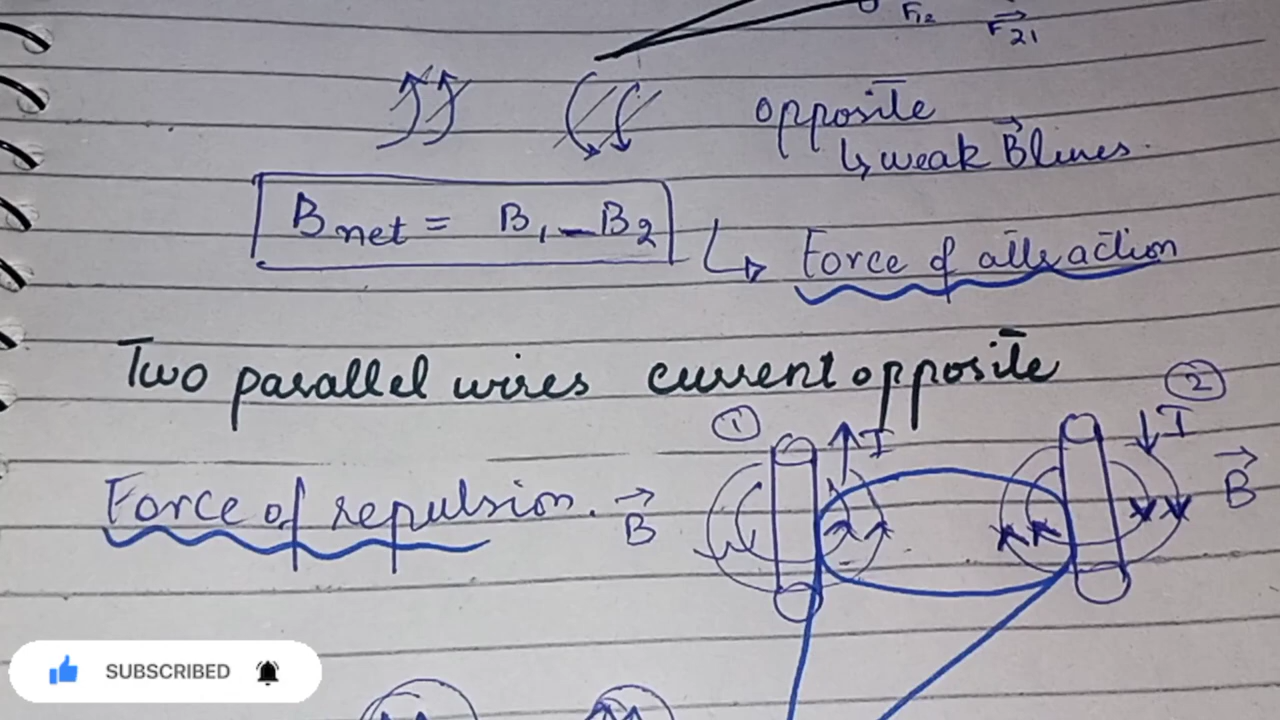 F₁₂ F₂₁
opposite
↳ weak B lines.
Bnet = B₁ – B₂
↳ Force of attraction
Two parallel wires current opposite
① I ② I
Force of repulsion. B B
SUBSCRIBED